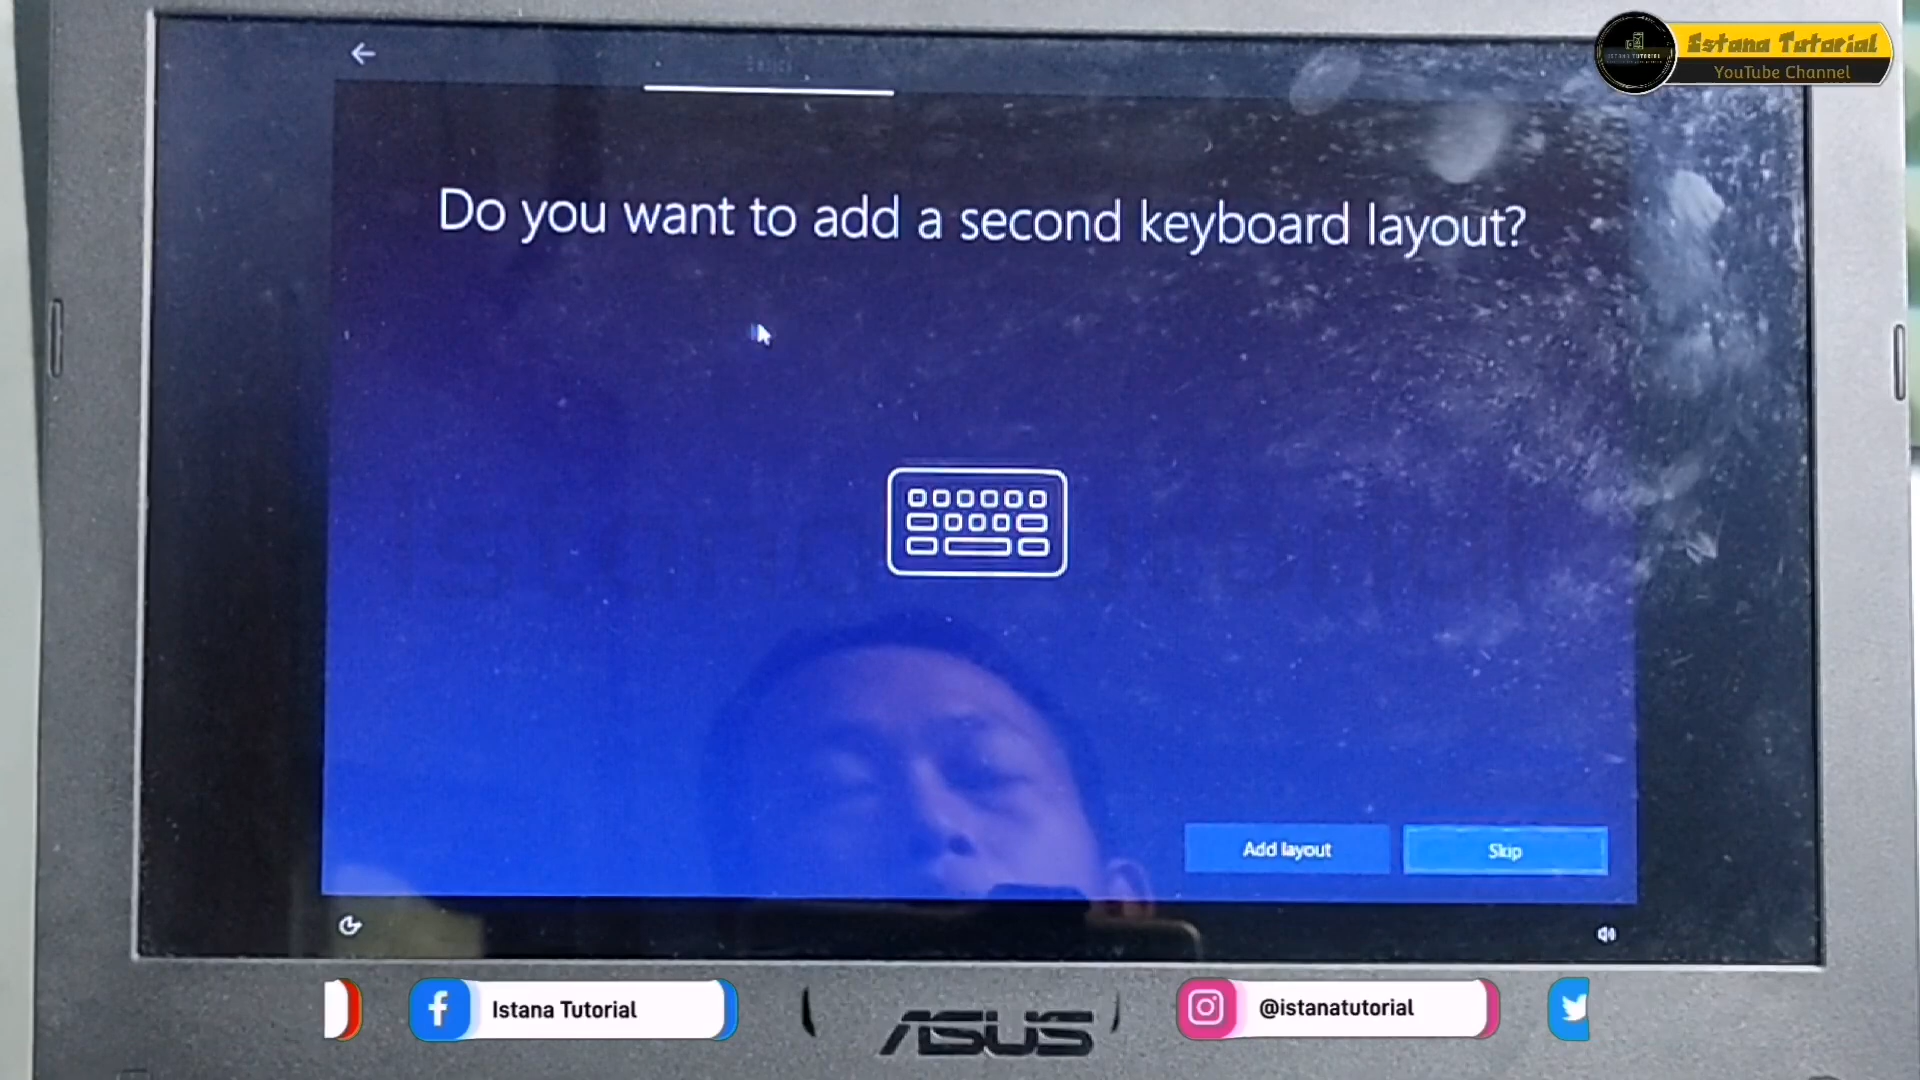 Istana Tutorial
YouTube Channel
Basics
Do you want to add a second keyboard layout?
Add layout
Skip
Istana Tutorial
ASUS
@istanatutorial